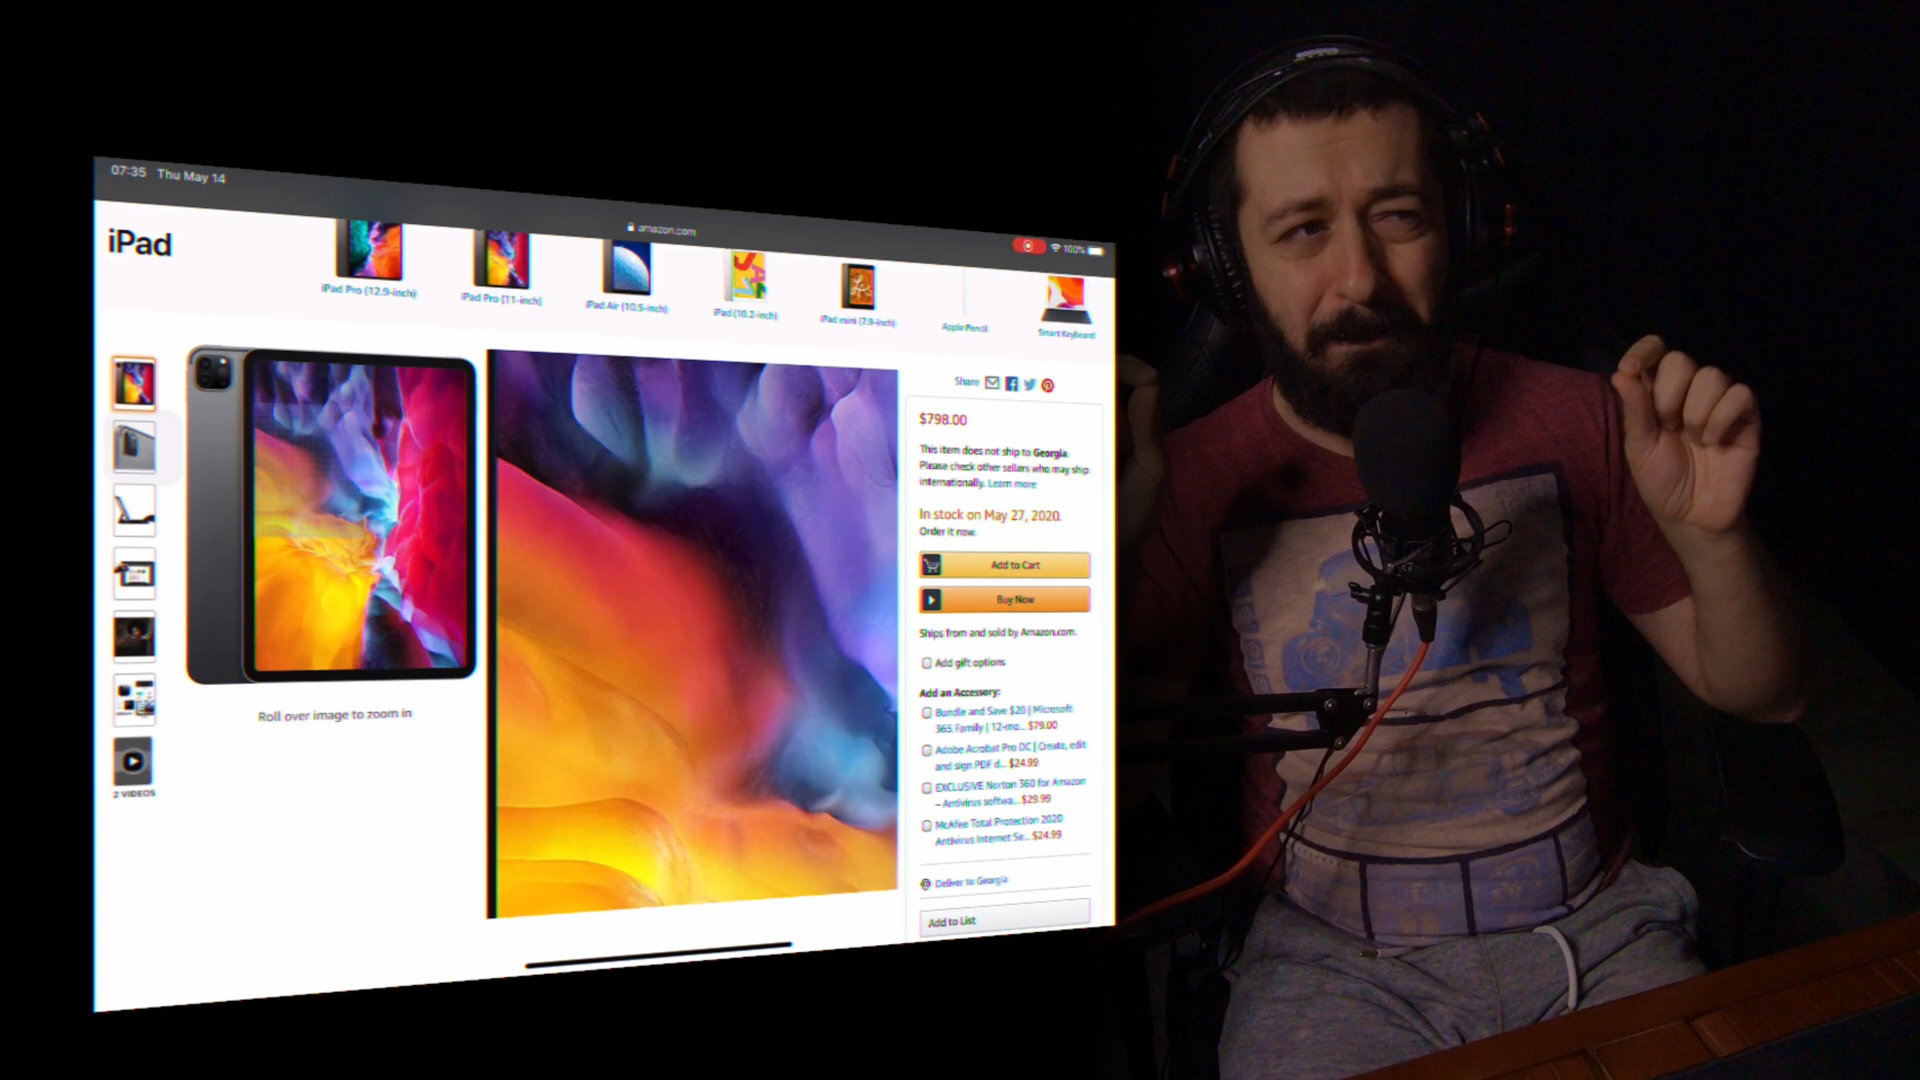 07:35 Thu May 14
amazon.com
100%
iPad
iPad Pro (12.9-inch)
iPad Pro (11-inch)
iPad Air (10.5-inch)
iPad (10.2-inch)
iPad mini (7.9-inch)
Apple Pencil
Smart Keyboard
Share
$798.00
This item does not ship to Georgia.
Please check other sellers who may ship
internationally. Learn more
In stock on May 27, 2020.
Order it now.
Add to Cart
Buy Now
Ships from and sold by Amazon.com.
Add gift options
Add an Accessory:
Bundle and Save $20 | Microsoft
365 Family | 12-mo... $79.00
Adobe Acrobat Pro DC | Create, edit
and sign PDF d... $24.99
EXCLUSIVE Norton 360 for Amazon
– Antivirus softwa... $29.99
McAfee Total Protection 2020
Antivirus Internet Se... $24.99
Deliver to Georgia
Add to List
Roll over image to zoom in
2 VIDEOS